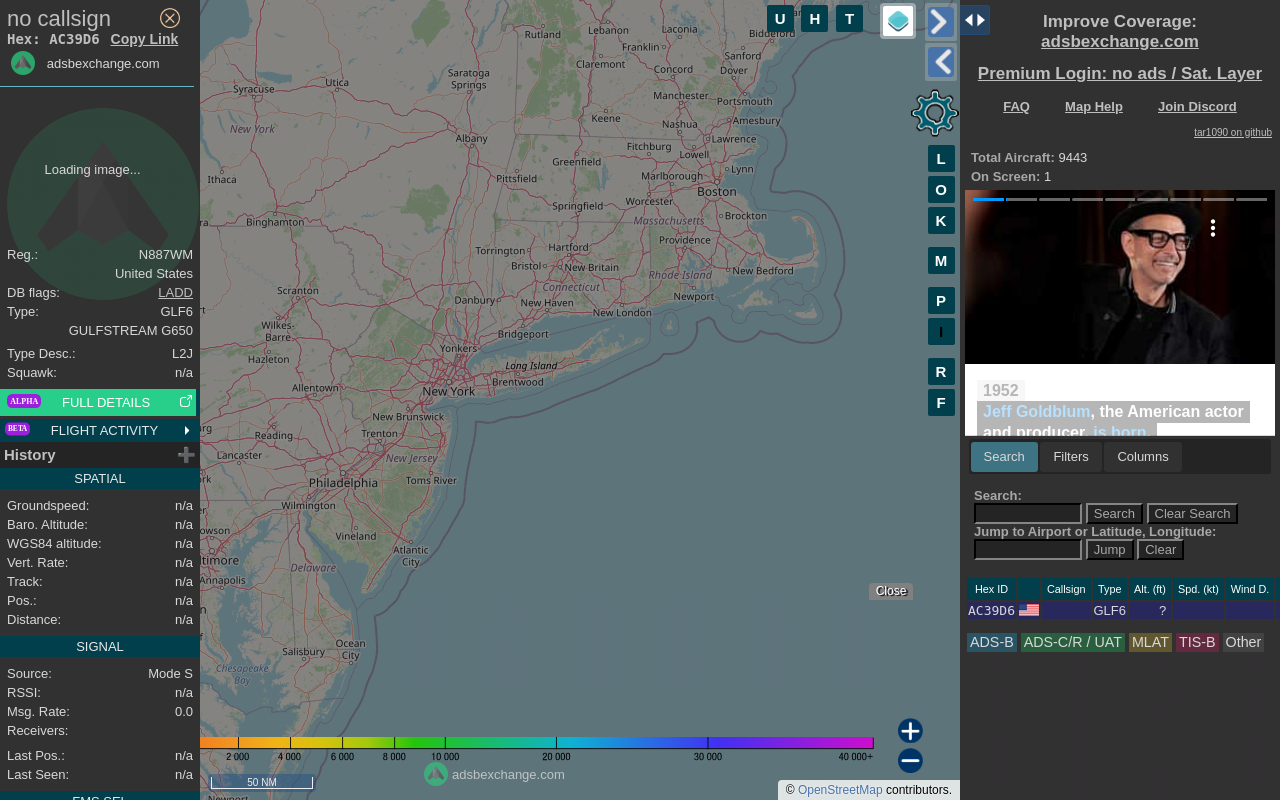 no callsign
Hex: AC39D6 Copy Link
adsbexchange.com
Loading image...
Reg.: N887WM
United States
DB flags: LADD
Type: GLF6
GULFSTREAM G650
Type Desc.: L2J
Squawk: n/a
ALPHA FULL DETAILS
BETA FLIGHT ACTIVITY
History
SPATIAL
Groundspeed: n/a
Baro. Altitude: n/a
WGS84 altitude: n/a
Vert. Rate: n/a
Track: n/a
Pos.: n/a
Distance: n/a
SIGNAL
Source: Mode S
RSSI: n/a
Msg. Rate: 0.0
Receivers:
Last Pos.: n/a
Last Seen: n/a
FMS SEL
U H T
L
O
K
M
P
I
R
F
Rutland
Lebanon
Laconia
Biddeford
Franklin
Claremont
Sanford
Concord
Dover
Saratoga
Springs
Utica
Syracuse
Manchester
Portsmouth
Keene
Nashua
Amesbury
New York
Albany
Lawrence
Fitchburg
Greenfield
Lowell
Lynn
Ithaca
Pittsfield
Marlborough
Boston
Springfield
Worcester
Binghamton
Massachusetts
Brockton
Providence
Torrington
Hartford
Bristol
New Britain
Rhode Island
New Bedford
Connecticut
Scranton
Danbury
New Haven
Newport
New London
Wilkes-
Barre
Bridgeport
Yonkers
Hazleton
Long Island
Allentown
New York
Brentwood
New Brunswick
Reading
Trenton
Lancaster
New Jersey
Philadelphia
Toms River
Wilmington
Vineland
Atlantic
City
Annapolis
Delaware
Ocean
City
Salisbury
Chesapeake
Bay
Close
2 000 4 000 6 000 8 000 10 000 20 000 30 000 40 000+
adsbexchange.com
50 NM
© OpenStreetMap contributors.
Improve Coverage:
adsbexchange.com
Premium Login: no ads / Sat. Layer
FAQ Map Help Join Discord
tar1090 on github
Total Aircraft: 9443
On Screen: 1
1952
Jeff Goldblum, the American actor
and producer, is born.
Search Filters Columns
Search:
Search Clear Search
Jump to Airport or Latitude, Longitude:
Jump Clear
Hex ID Callsign Type Alt. (ft) Spd. (kt) Wind D.
AC39D6 GLF6 ?
ADS-B ADS-C/R / UAT MLAT TIS-B Other